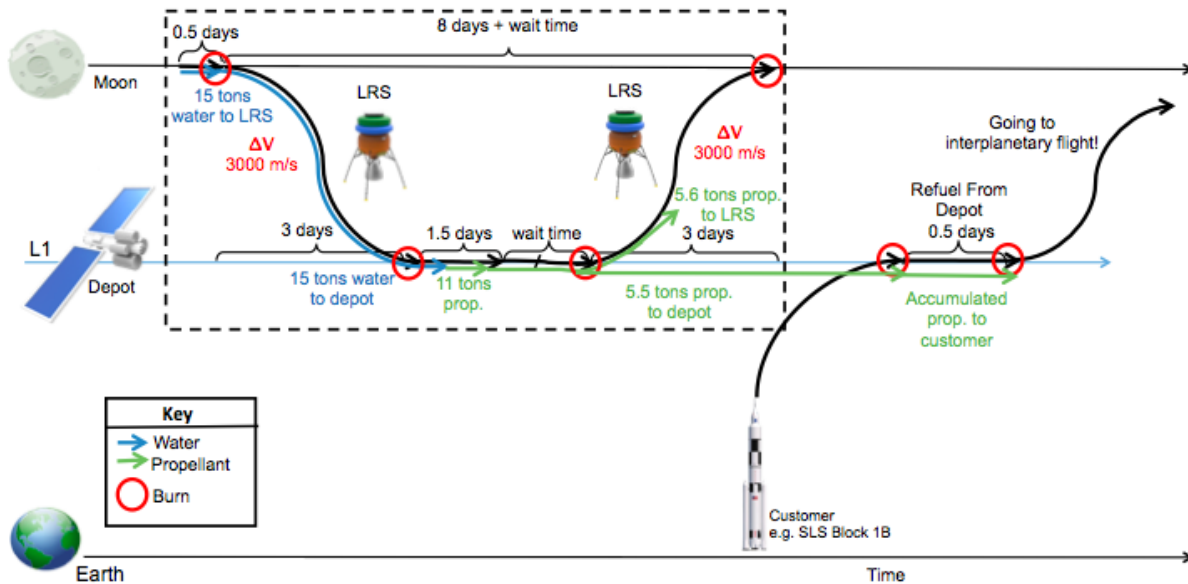 0.5 days
8 days + wait time
Moon
15 tons
water to LRS
LRS
LRS
ΔV
3000 m/s
ΔV
3000 m/s
Going to
interplanetary flight!
5.6 tons prop.
to LRS
Refuel From
Depot
0.5 days
L1
3 days
1.5 days
wait time
3 days
Depot
15 tons water
to depot
11 tons
prop.
5.5 tons prop.
to depot
Accumulated
prop. to
customer
Key
Water
Propellant
Burn
Customer
e.g. SLS Block 1B
Earth
Time